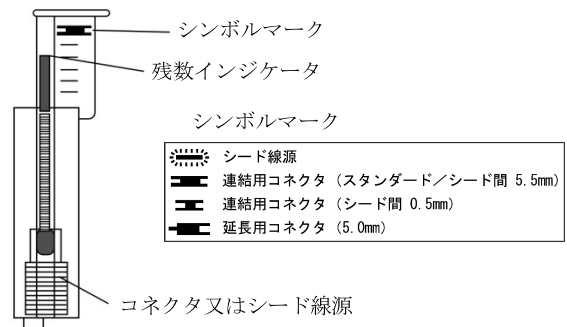 シンボルマーク
残数インジケータ
シンボルマーク
シード線源
連結用コネクタ（スタンダード／シード間 5.5mm）
連結用コネクタ（シード間 0.5mm）
延長用コネクタ（5.0mm）
コネクタ又はシード線源